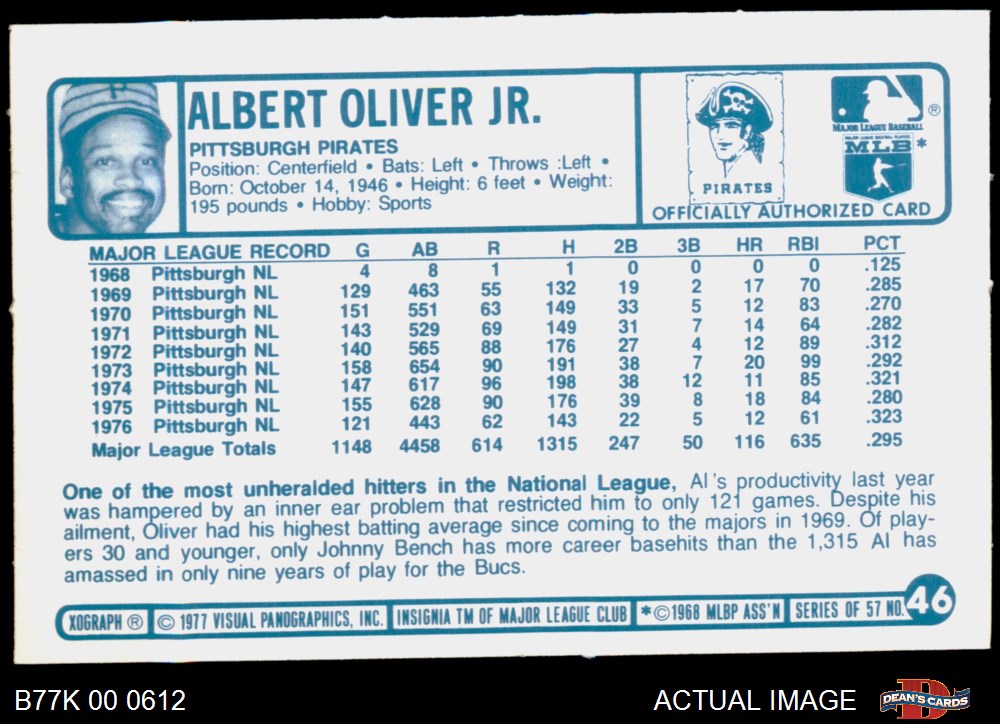 P
ALBERT OLIVER JR.
PITTSBURGH PIRATES
Position: Centerfield • Bats: Left • Throws :Left •
Born: October 14, 1946 • Height: 6 feet • Weight:
195 pounds • Hobby: Sports
PIRATES
®
MAJOR LEAGUE BASEBALL
MAJOR LEAGUE BASEBALL PLAYERS
MLB *
OFFICIALLY AUTHORIZED CARD
MAJOR LEAGUE RECORD G AB R H 2B 3B HR RBI PCT
1968 Pittsburgh NL 4 8 1 1 0 0 0 0 .125
1969 Pittsburgh NL 129 463 55 132 19 2 17 70 .285
1970 Pittsburgh NL 151 551 63 149 33 5 12 83 .270
1971 Pittsburgh NL 143 529 69 149 31 7 14 64 .282
1972 Pittsburgh NL 140 565 88 176 27 4 12 89 .312
1973 Pittsburgh NL 158 654 90 191 38 7 20 99 .292
1974 Pittsburgh NL 147 617 96 198 38 12 11 85 .321
1975 Pittsburgh NL 155 628 90 176 39 8 18 84 .280
1976 Pittsburgh NL 121 443 62 143 22 5 12 61 .323
Major League Totals 1148 4458 614 1315 247 50 116 635 .295
One of the most unheralded hitters in the National League, Al's productivity last year
was hampered by an inner ear problem that restricted him to only 121 games. Despite his
ailment, Oliver had his highest batting average since coming to the majors in 1969. Of play-
ers 30 and younger, only Johnny Bench has more career basehits than the 1,315 Al has
amassed in only nine years of play for the Bucs.
XOGRAPH ® © 1977 VISUAL PANOGRAPHICS, INC. INSIGNIA TM OF MAJOR LEAGUE CLUB *©1968 MLBP ASS'N SERIES OF 57 NO. 46
B77K 00 0612 ACTUAL IMAGE DEAN'S CARDS